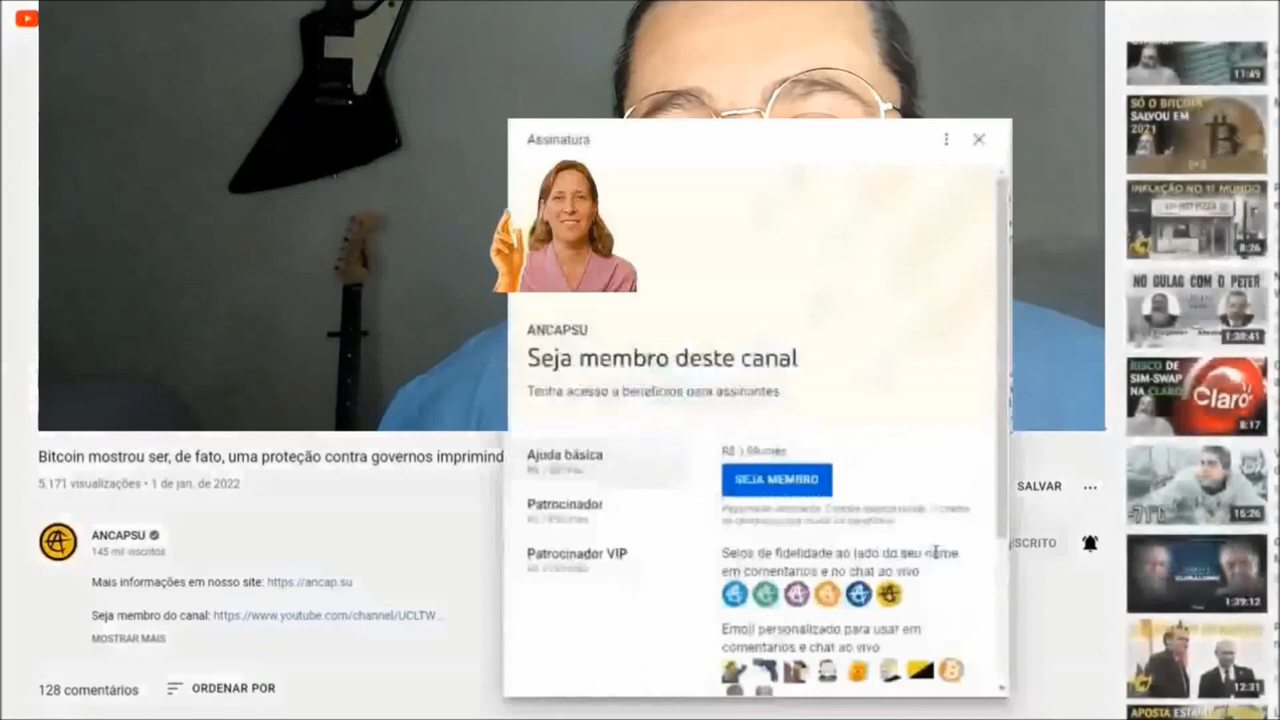 Assinatura
ANCAPSU
Seja membro deste canal
Tenha acesso a benefícios para assinantes
Ajuda básica
Patrocinador
Patrocinador VIP
SEJA MEMBRO
Selos de fidelidade ao lado do seu nome
em comentários e no chat ao vivo
Emoji personalizado para usar em
comentários e chat ao vivo
Bitcoin mostrou ser, de fato, uma proteção contra governos imprimind
5.171 visualizações • 1 de jan. de 2022
SALVAR
ANCAPSU
145 mil inscritos
SCRITO
Mais informações em nosso site: https://ancap.su
Seja membro do canal: https://www.youtube.com/channel/UCLTW...
MOSTRAR MAIS
128 comentários
ORDENAR POR
11:49
SÓ O BITCOIN
SALVOU EM
2021
INFLAÇÃO NO 1º MUNDO
8:26
NO GULAG COM O PETER
1:39:41
RISCO DE
SIM-SWAP
NA CLARO
Claro
8:17
-71°C
16:26
1:39:12
12:31